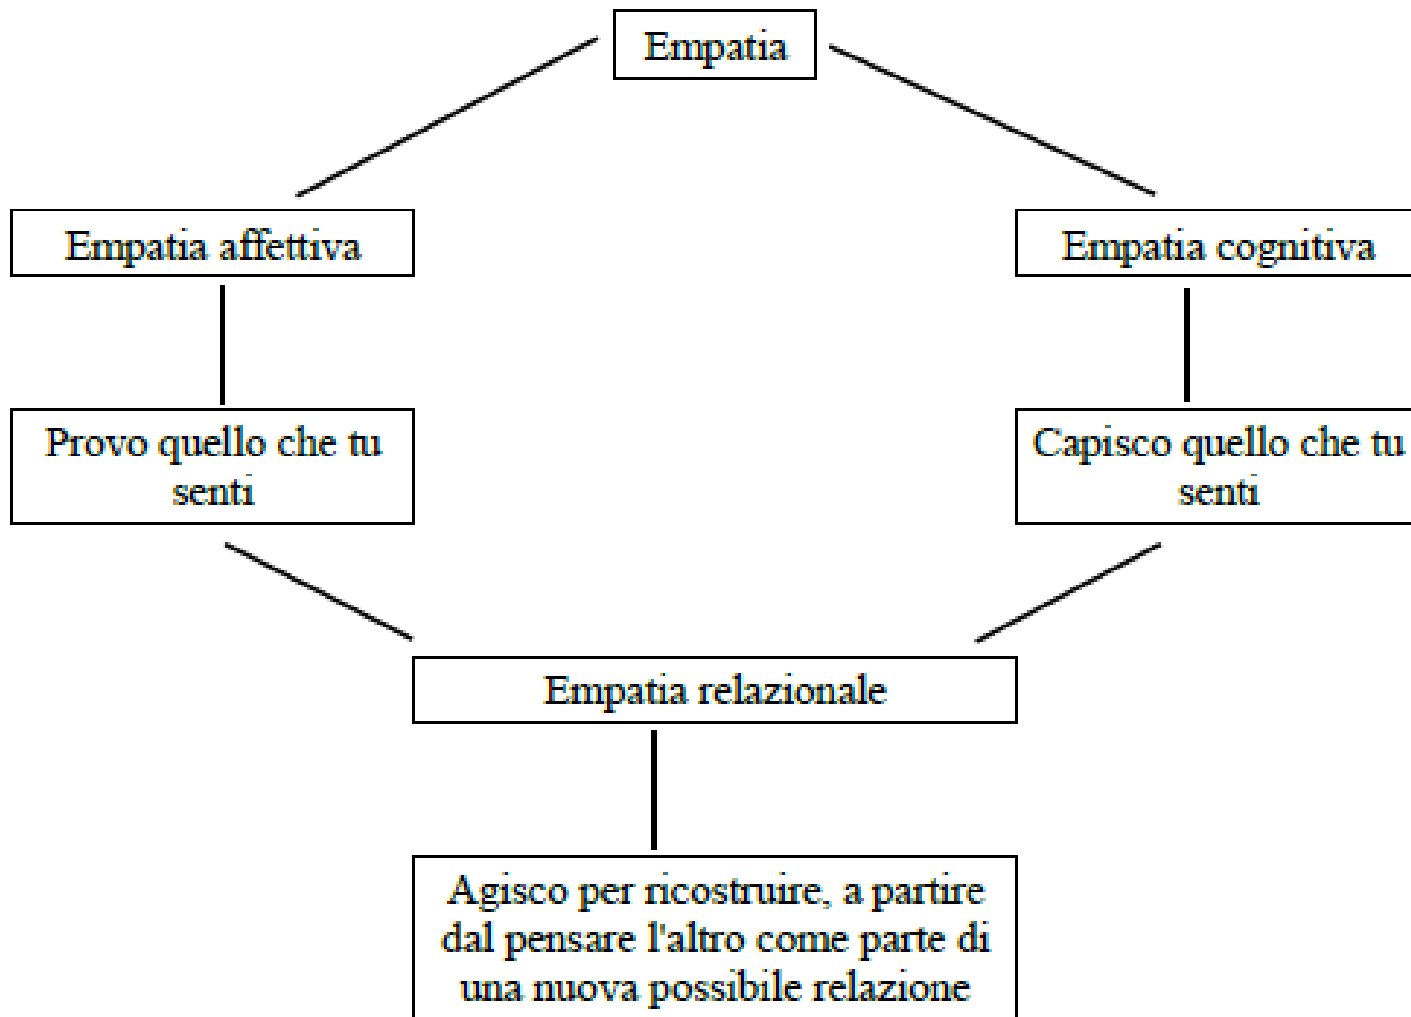 Empatia
Empatia affettiva
Empatia cognitiva
Provo quello che tu
senti
Capisco quello che tu
senti
Empatia relazionale
Agisco per ricostruire, a partire
dal pensare l'altro come parte di
una nuova possibile relazione